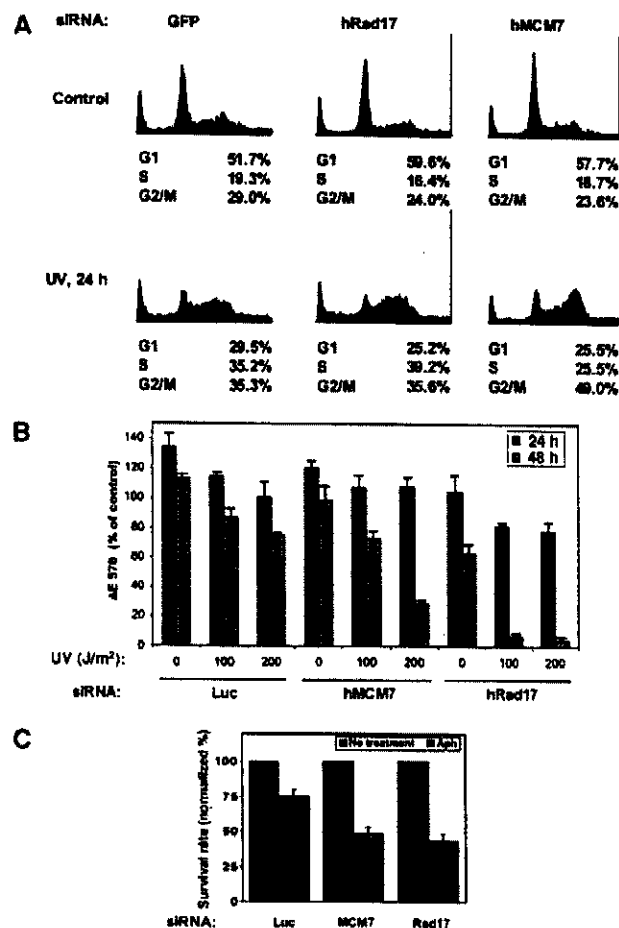 A
siRNA: GFP hRad17 hMCM7
Control
G1 51.7% G1 59.6% G1 57.7%
S 19.3% S 16.4% S 18.7%
G2/M 29.0% G2/M 24.0% G2/M 23.6%
UV, 24 h
G1 29.5% G1 25.2% G1 25.5%
S 35.2% S 39.2% S 25.5%
G2/M 35.3% G2/M 35.6% G2/M 49.0%
B
24 h
48 h
140
120
100
80
60
40
20
0
ΔE 570 (% of control)
UV (J/m²): 0 100 200 0 100 200 0 100 200
siRNA: Luc hMCM7 hRad17
C
No treatment Aph
100
75
50
25
0
Survival rate (normalized %)
siRNA: Luc MCM7 Rad17